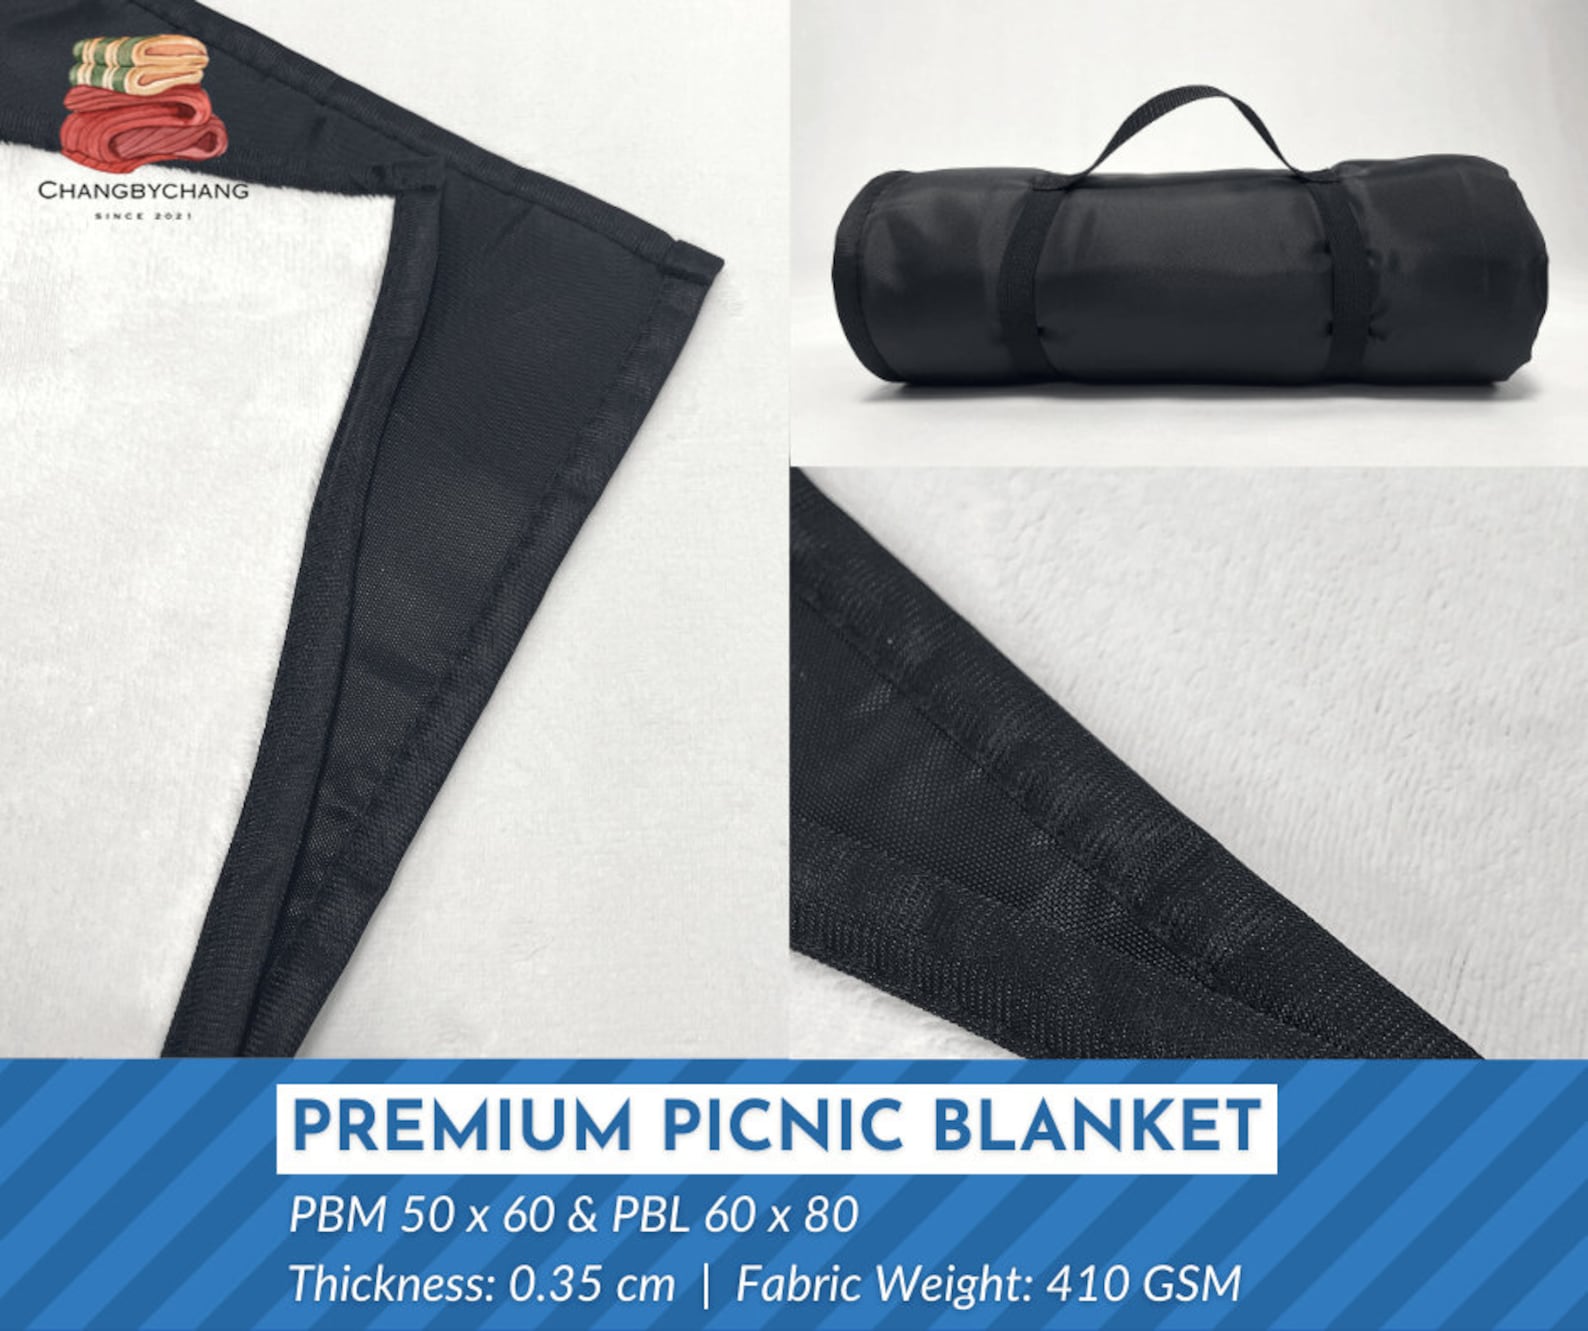 CHANGBYCHANG
SINCE 2021
PREMIUM PICNIC BLANKET
PBM 50 x 60 & PBL 60 x 80
Thickness: 0.35 cm | Fabric Weight: 410 GSM